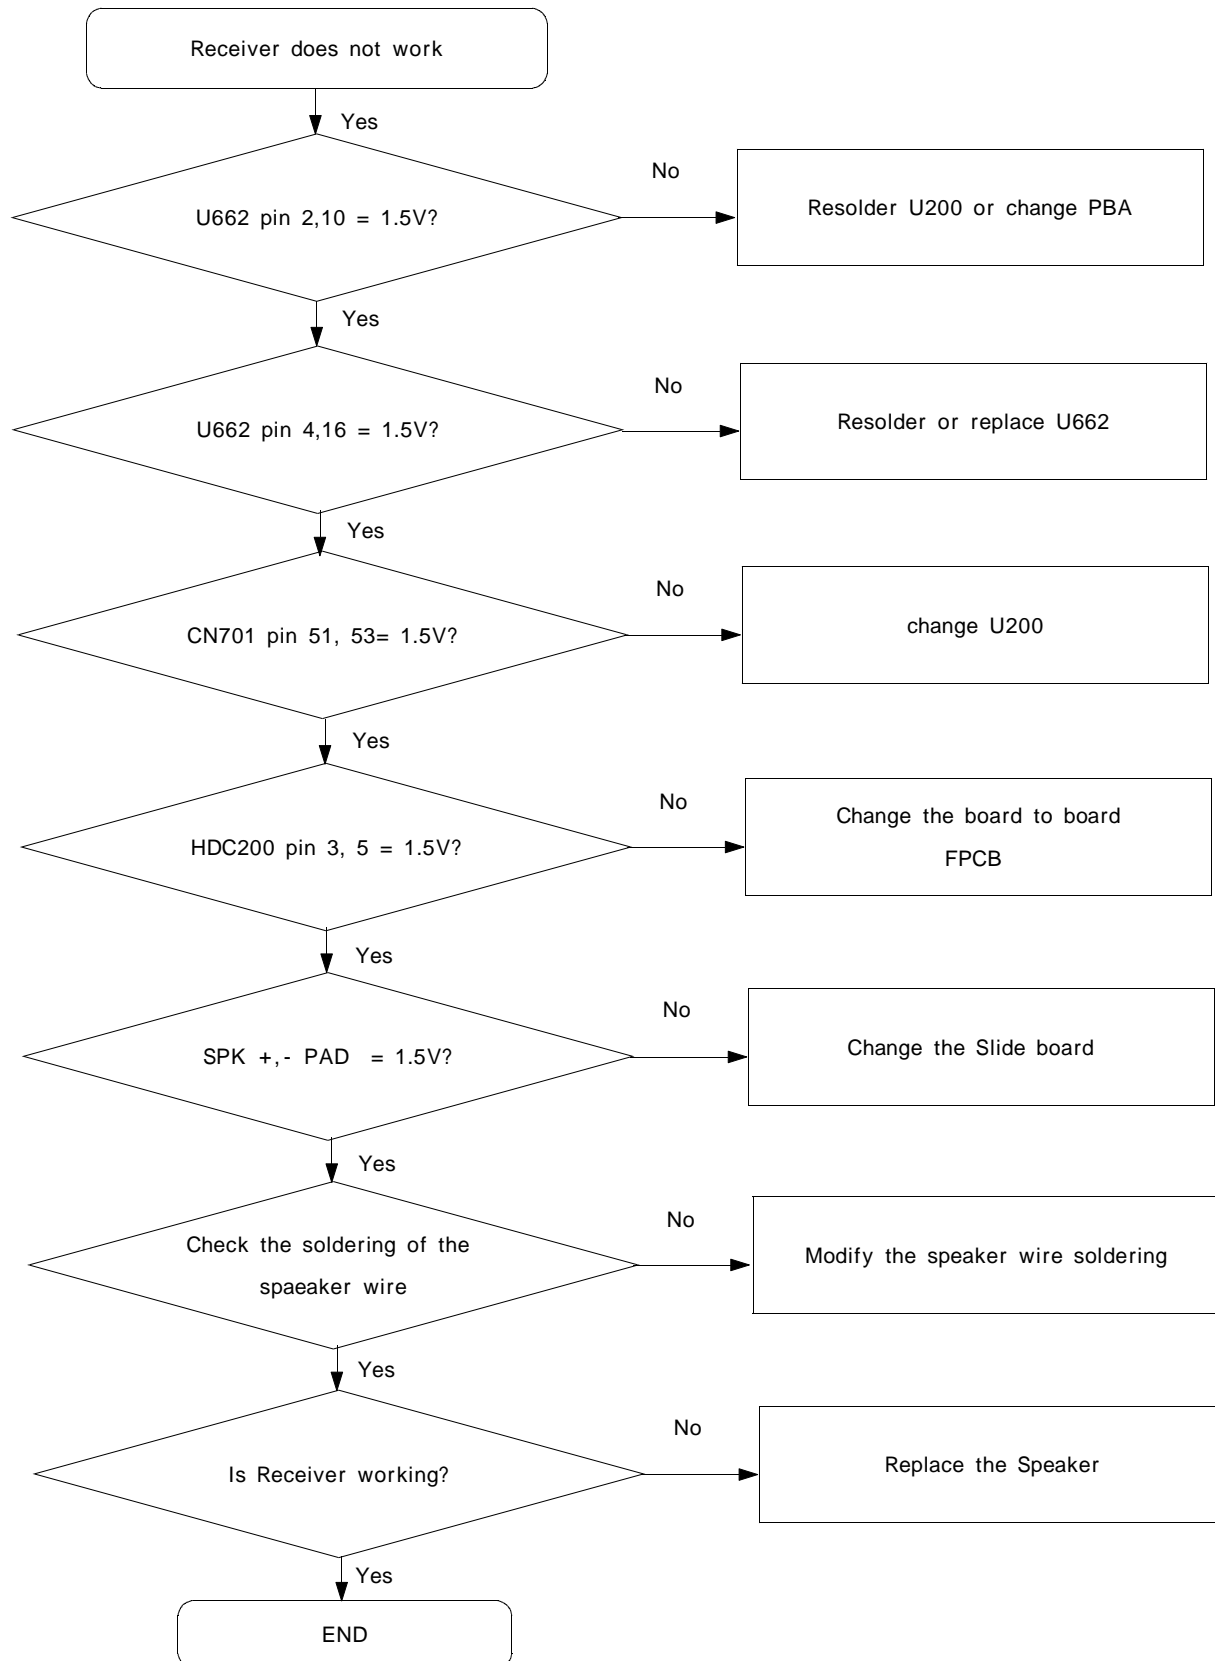 Receiver does not work
Yes
U662 pin 2,10 = 1.5V?
No
Resolder U200 or change PBA
Yes
U662 pin 4,16 = 1.5V?
No
Resolder or replace U662
Yes
CN701 pin 51, 53= 1.5V?
No
change U200
Yes
HDC200 pin 3, 5 = 1.5V?
No
Change the board to board
FPCB
Yes
SPK +,- PAD = 1.5V?
No
Change the Slide board
Yes
Check the soldering of the
spaeaker wire
No
Modify the speaker wire soldering
Yes
Is Receiver working?
No
Replace the Speaker
Yes
END